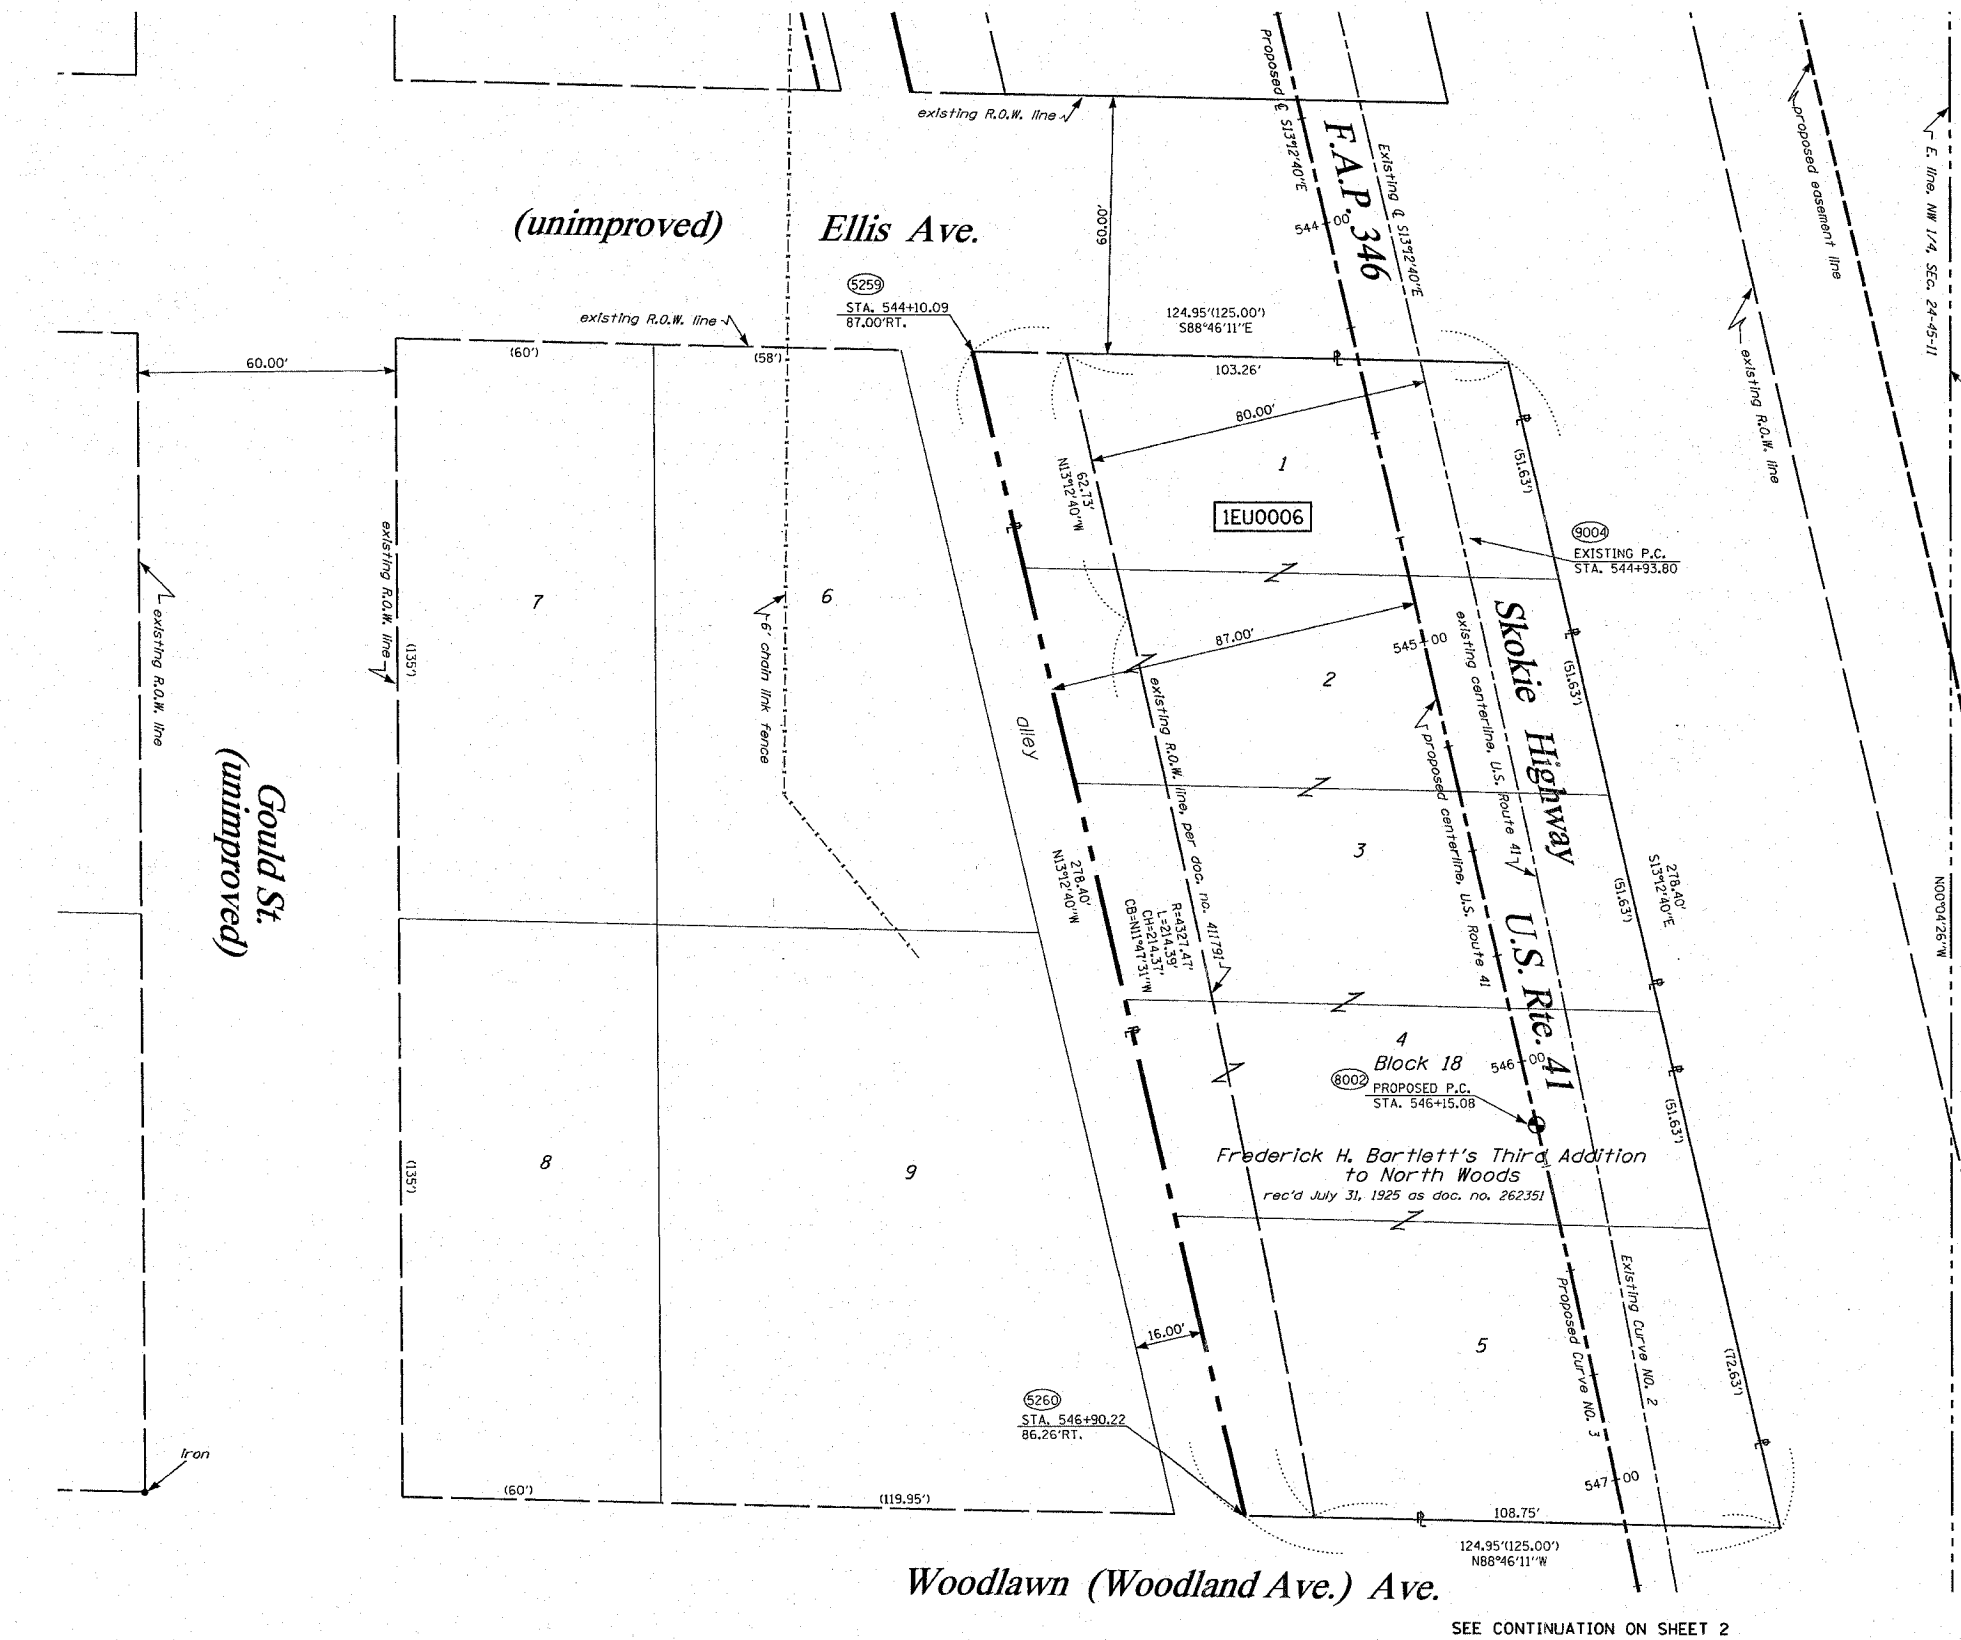 existing R.O.W. line
Proposed ℄ S13°12'40"E
F.A.P. 346
Existing ℄ S13°12'40"E
proposed easement line
E. line, NW 1/4, SEc. 24-45-11
(unimproved)
Ellis Ave.
60.00'
544+00
existing R.O.W. line
5259
STA. 544+10.09
87.00'RT.
124.95'(125.00')
S88°46'11"E
existing R.O.W. line
60.00'
(60')
(58')
103.26'
80.00'
1
(51.63')
62.73'
N13°12'40"W
1EU0006
9004
EXISTING P.C.
STA. 544+93.80
existing R.O.W. line
existing R.O.W. line
7
6
(135')
6' chain link fence
87.00'
545+00
2
(51.63')
existing centerline, U.S. Route 41
Skokie Highway U.S. Rte. 41
alley
existing R.O.W. line, per doc. no. 411791
proposed centerline, U.S. Route 41
Gould St.
(unimproved)
278.40'
N13°12'40"W
3
(51.63')
278.40'
S13°12'40"E
N00°04'26"W
R=4327.47'
L=214.39'
CH=214.37'
CB=N11°47'31"W
4
Block 18
546+00
8002
PROPOSED P.C.
STA. 546+15.08
(51.63')
Frederick H. Bartlett's Third Addition
to North Woods
rec'd July 31, 1925 as doc. no. 262351
8
9
(135')
16.00'
5
Proposed Curve NO. 3
Existing Curve NO. 2
(72.63')
5260
STA. 546+90.22
86.26'RT.
Iron
(60')
(119.95')
547+00
108.75'
124.95'(125.00')
N88°46'11"W
Woodlawn (Woodland Ave.) Ave.
SEE CONTINUATION ON SHEET 2